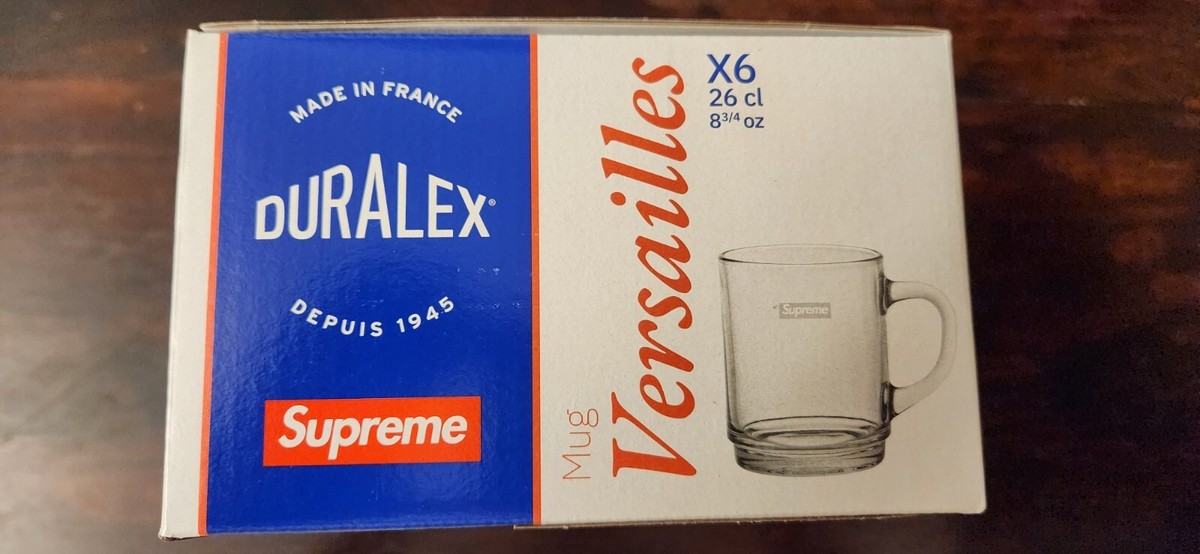 MADE IN FRANCE
DURALEX®
DEPUIS 1945
Supreme
Mug
Versailles
X6
26 cl
8 3/4 oz
Supreme